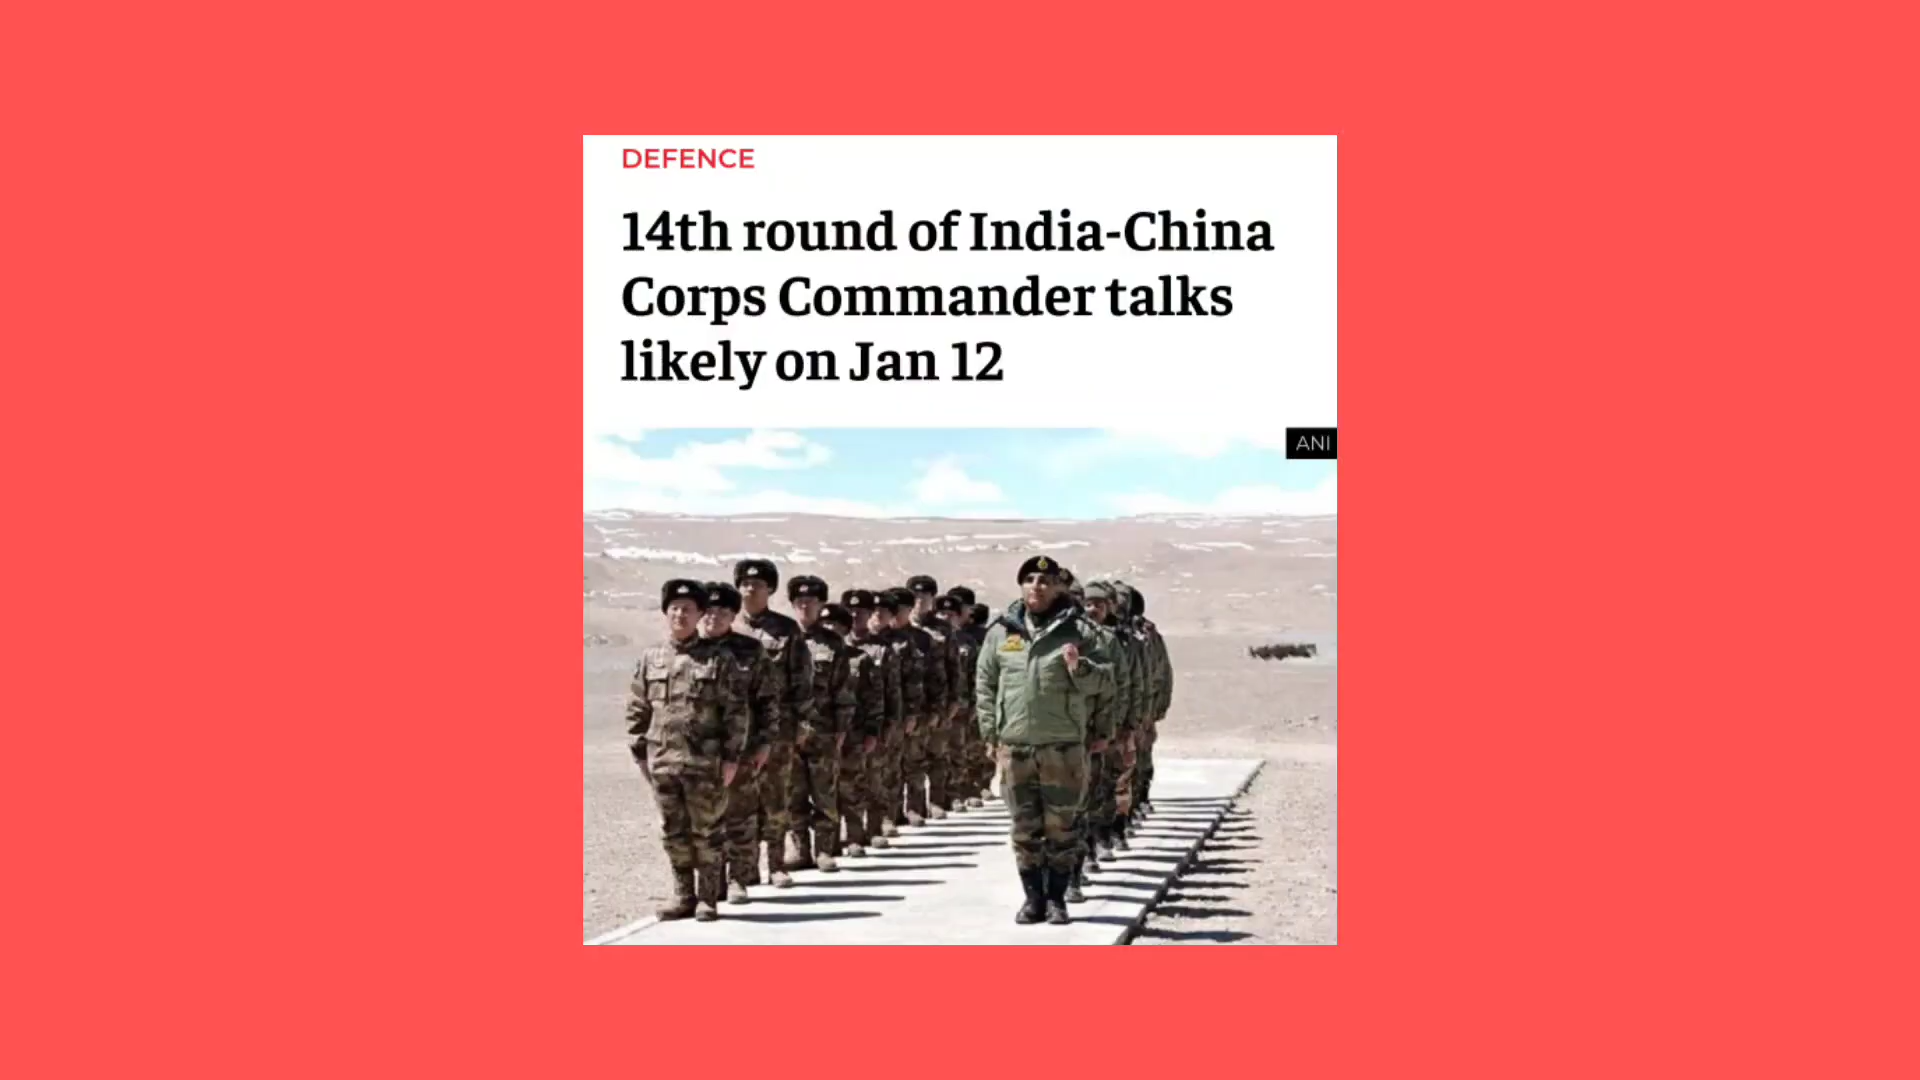 DEFENCE
14th round of India-China
Corps Commander talks
likely on Jan 12
ANI